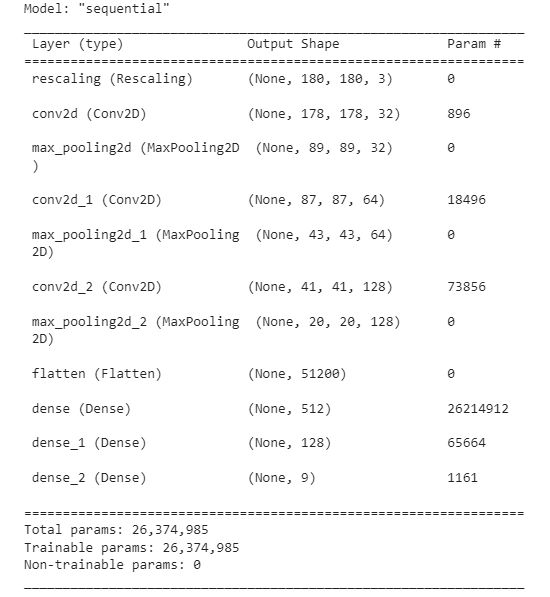 Model: "sequential"
Layer (type) Output Shape Param #
rescaling (Rescaling) (None, 180, 180, 3) 0
conv2d (Conv2D) (None, 178, 178, 32) 896
max_pooling2d (MaxPooling2D (None, 89, 89, 32) 0
)
conv2d_1 (Conv2D) (None, 87, 87, 64) 18496
max_pooling2d_1 (MaxPooling (None, 43, 43, 64) 0
2D)
conv2d_2 (Conv2D) (None, 41, 41, 128) 73856
max_pooling2d_2 (MaxPooling (None, 20, 20, 128) 0
2D)
flatten (Flatten) (None, 51200) 0
dense (Dense) (None, 512) 26214912
dense_1 (Dense) (None, 128) 65664
dense_2 (Dense) (None, 9) 1161
Total params: 26,374,985
Trainable params: 26,374,985
Non-trainable params: 0